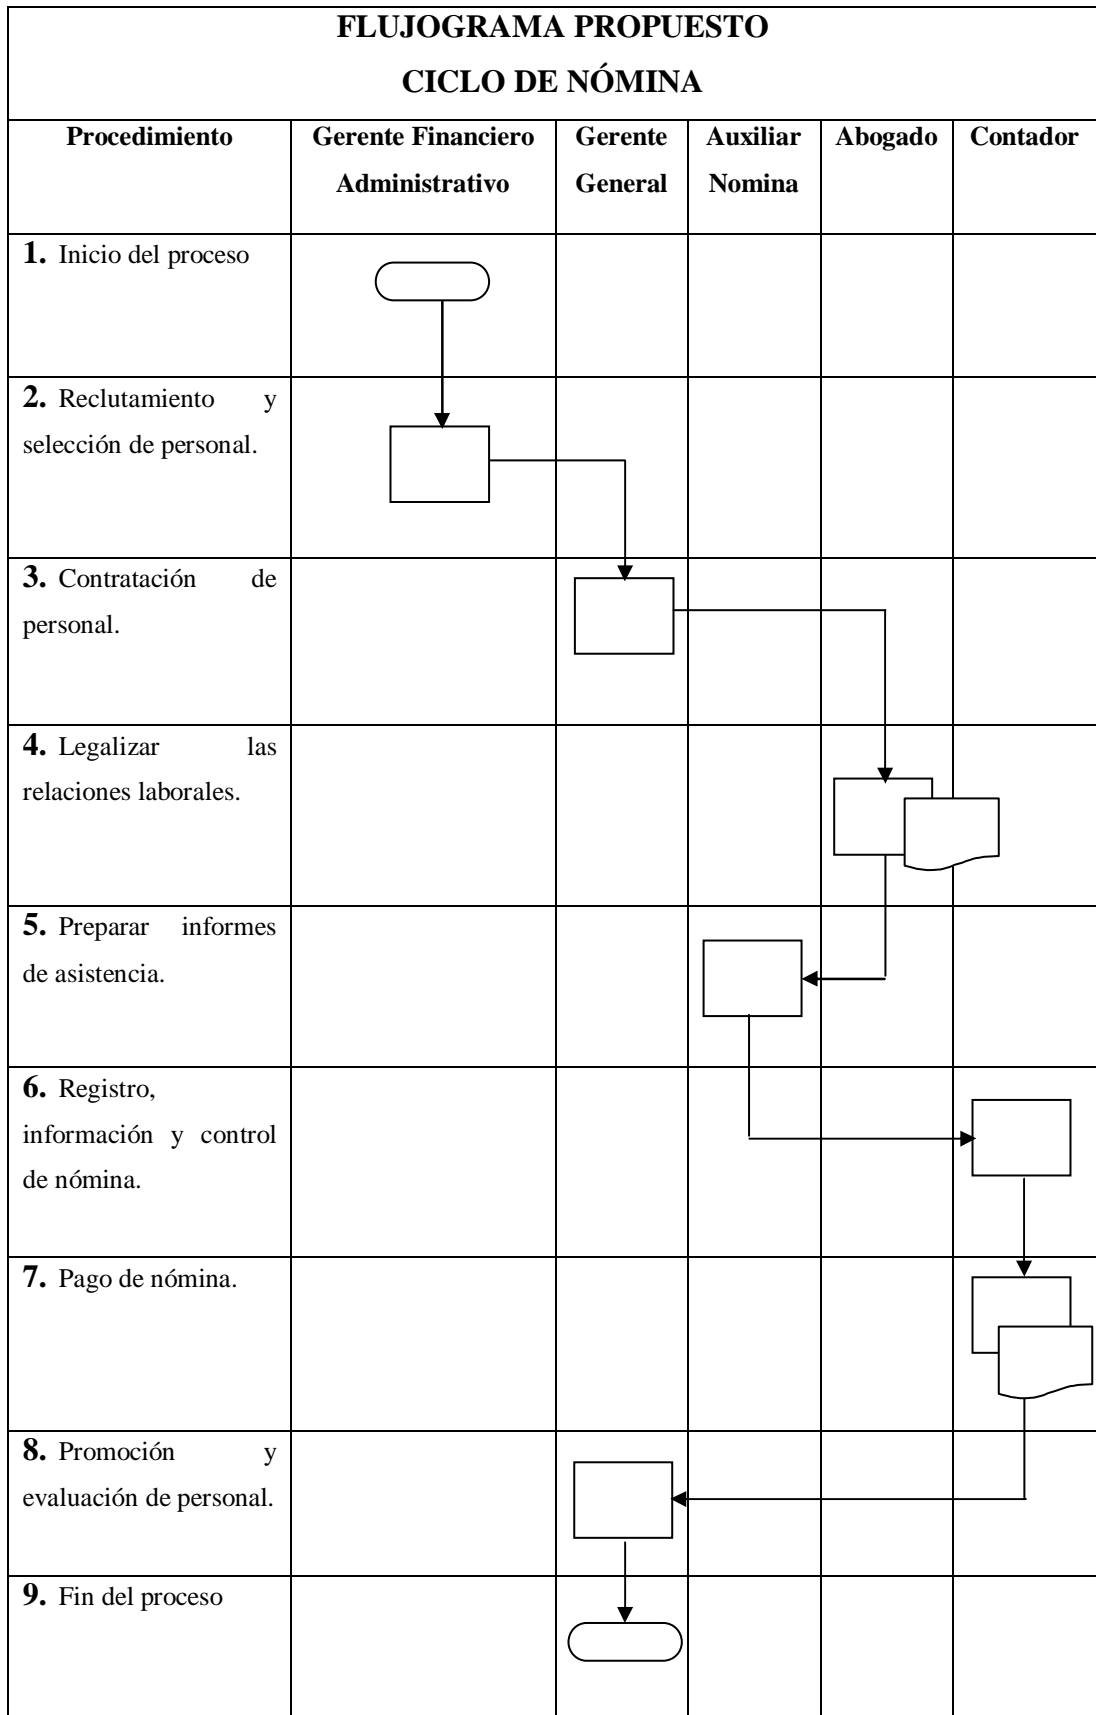 FLUJOGRAMA PROPUESTO
CICLO DE NÓMINA
Procedimiento
Gerente Financiero
Administrativo
Gerente
General
Auxiliar
Nomina
Abogado
Contador
1. Inicio del proceso
2. Reclutamiento y
selección de personal.
3. Contratación de
personal.
4. Legalizar las
relaciones laborales.
5. Preparar informes
de asistencia.
6. Registro,
información y control
de nómina.
7. Pago de nómina.
8. Promoción y
evaluación de personal.
9. Fin del proceso